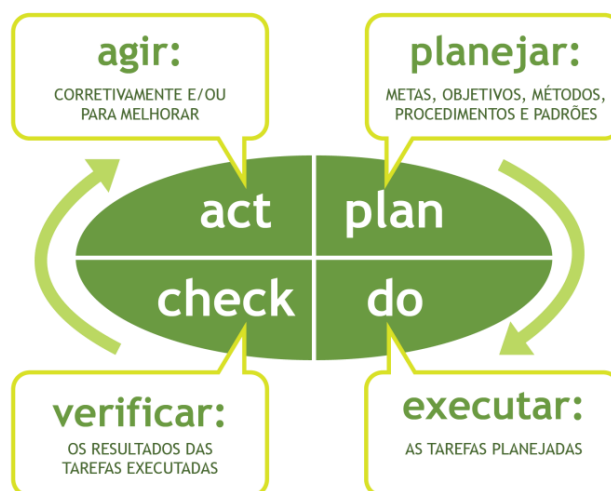 agir:
CORRETIVAMENTE E/OU
PARA MELHORAR
planejar:
METAS, OBJETIVOS, MÉTODOS,
PROCEDIMENTOS E PADRÕES
act
plan
check
do
verificar:
OS RESULTADOS DAS
TAREFAS EXECUTADAS
executar:
AS TAREFAS PLANEJADAS